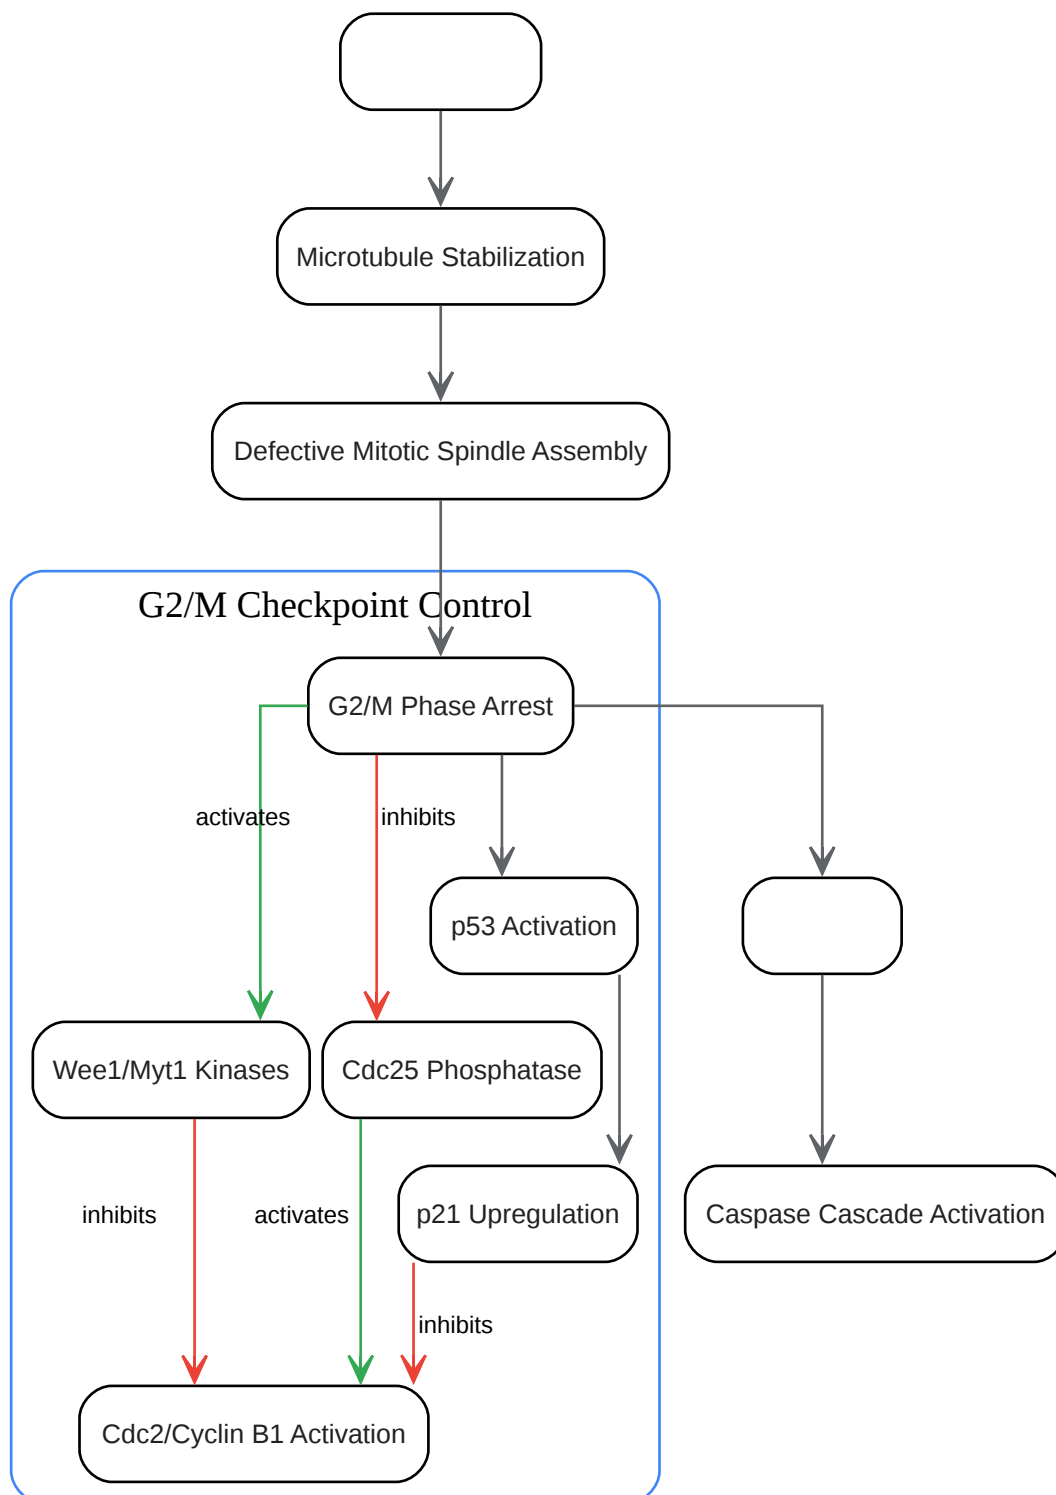 Microtubule Stabilization
Defective Mitotic Spindle Assembly
G2/M Checkpoint Control
G2/M Phase Arrest
activates
inhibits
p53 Activation
Wee1/Myt1 Kinases
Cdc25 Phosphatase
inhibits
activates
p21 Upregulation
Caspase Cascade Activation
inhibits
Cdc2/Cyclin B1 Activation